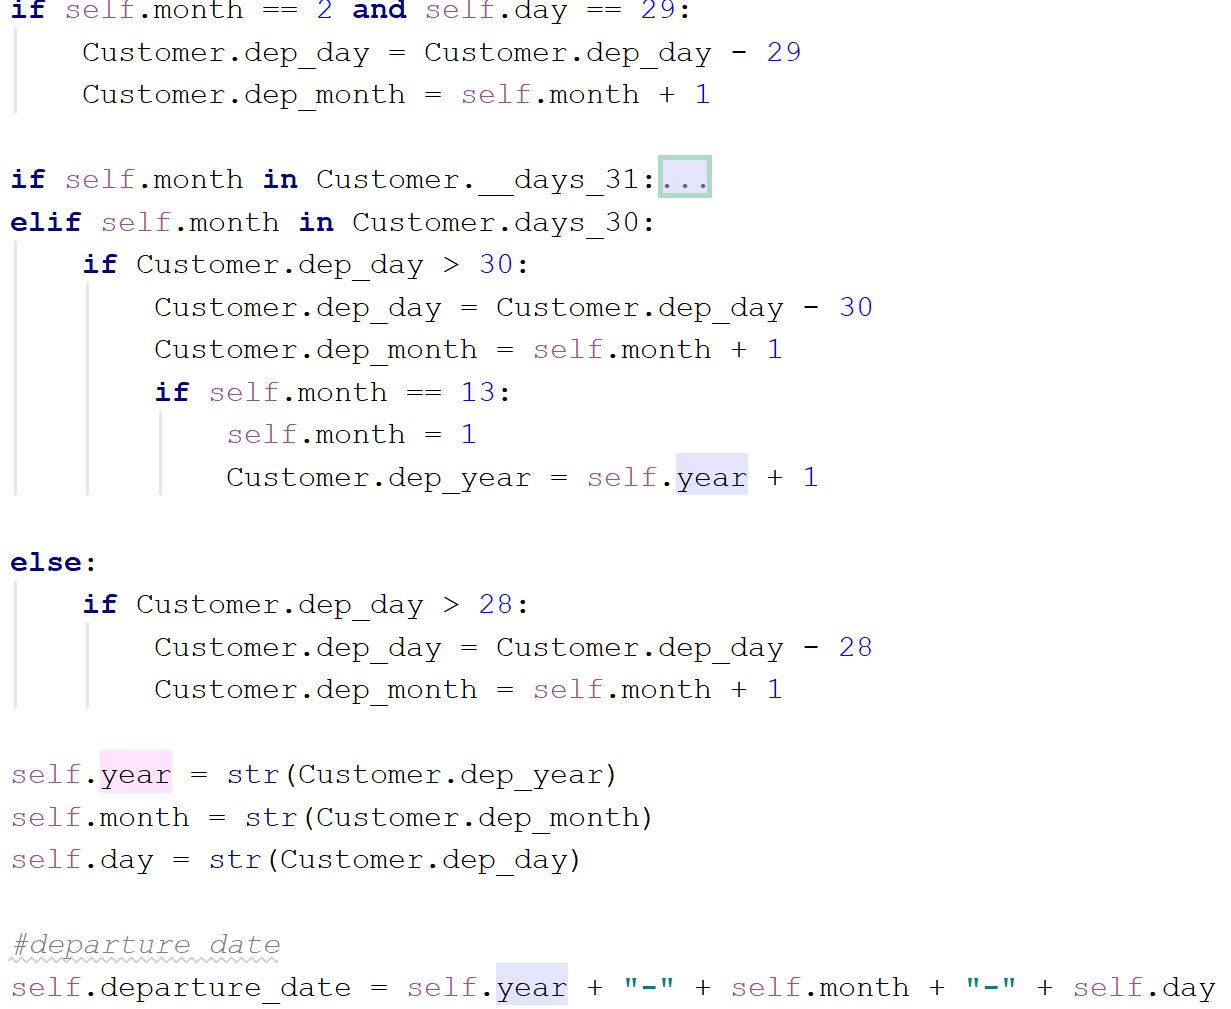 if self.month == 2 and self.day == 29:
    Customer.dep_day = Customer.dep_day - 29
    Customer.dep_month = self.month + 1

if self.month in Customer.__days_31:...
elif self.month in Customer.days_30:
    if Customer.dep_day > 30:
        Customer.dep_day = Customer.dep_day - 30
        Customer.dep_month = self.month + 1
        if self.month == 13:
            self.month = 1
            Customer.dep_year = self.year + 1

else:
    if Customer.dep_day > 28:
        Customer.dep_day = Customer.dep_day - 28
        Customer.dep_month = self.month + 1

self.year = str(Customer.dep_year)
self.month = str(Customer.dep_month)
self.day = str(Customer.dep_day)

#departure date
self.departure_date = self.year + "-" + self.month + "-" + self.day